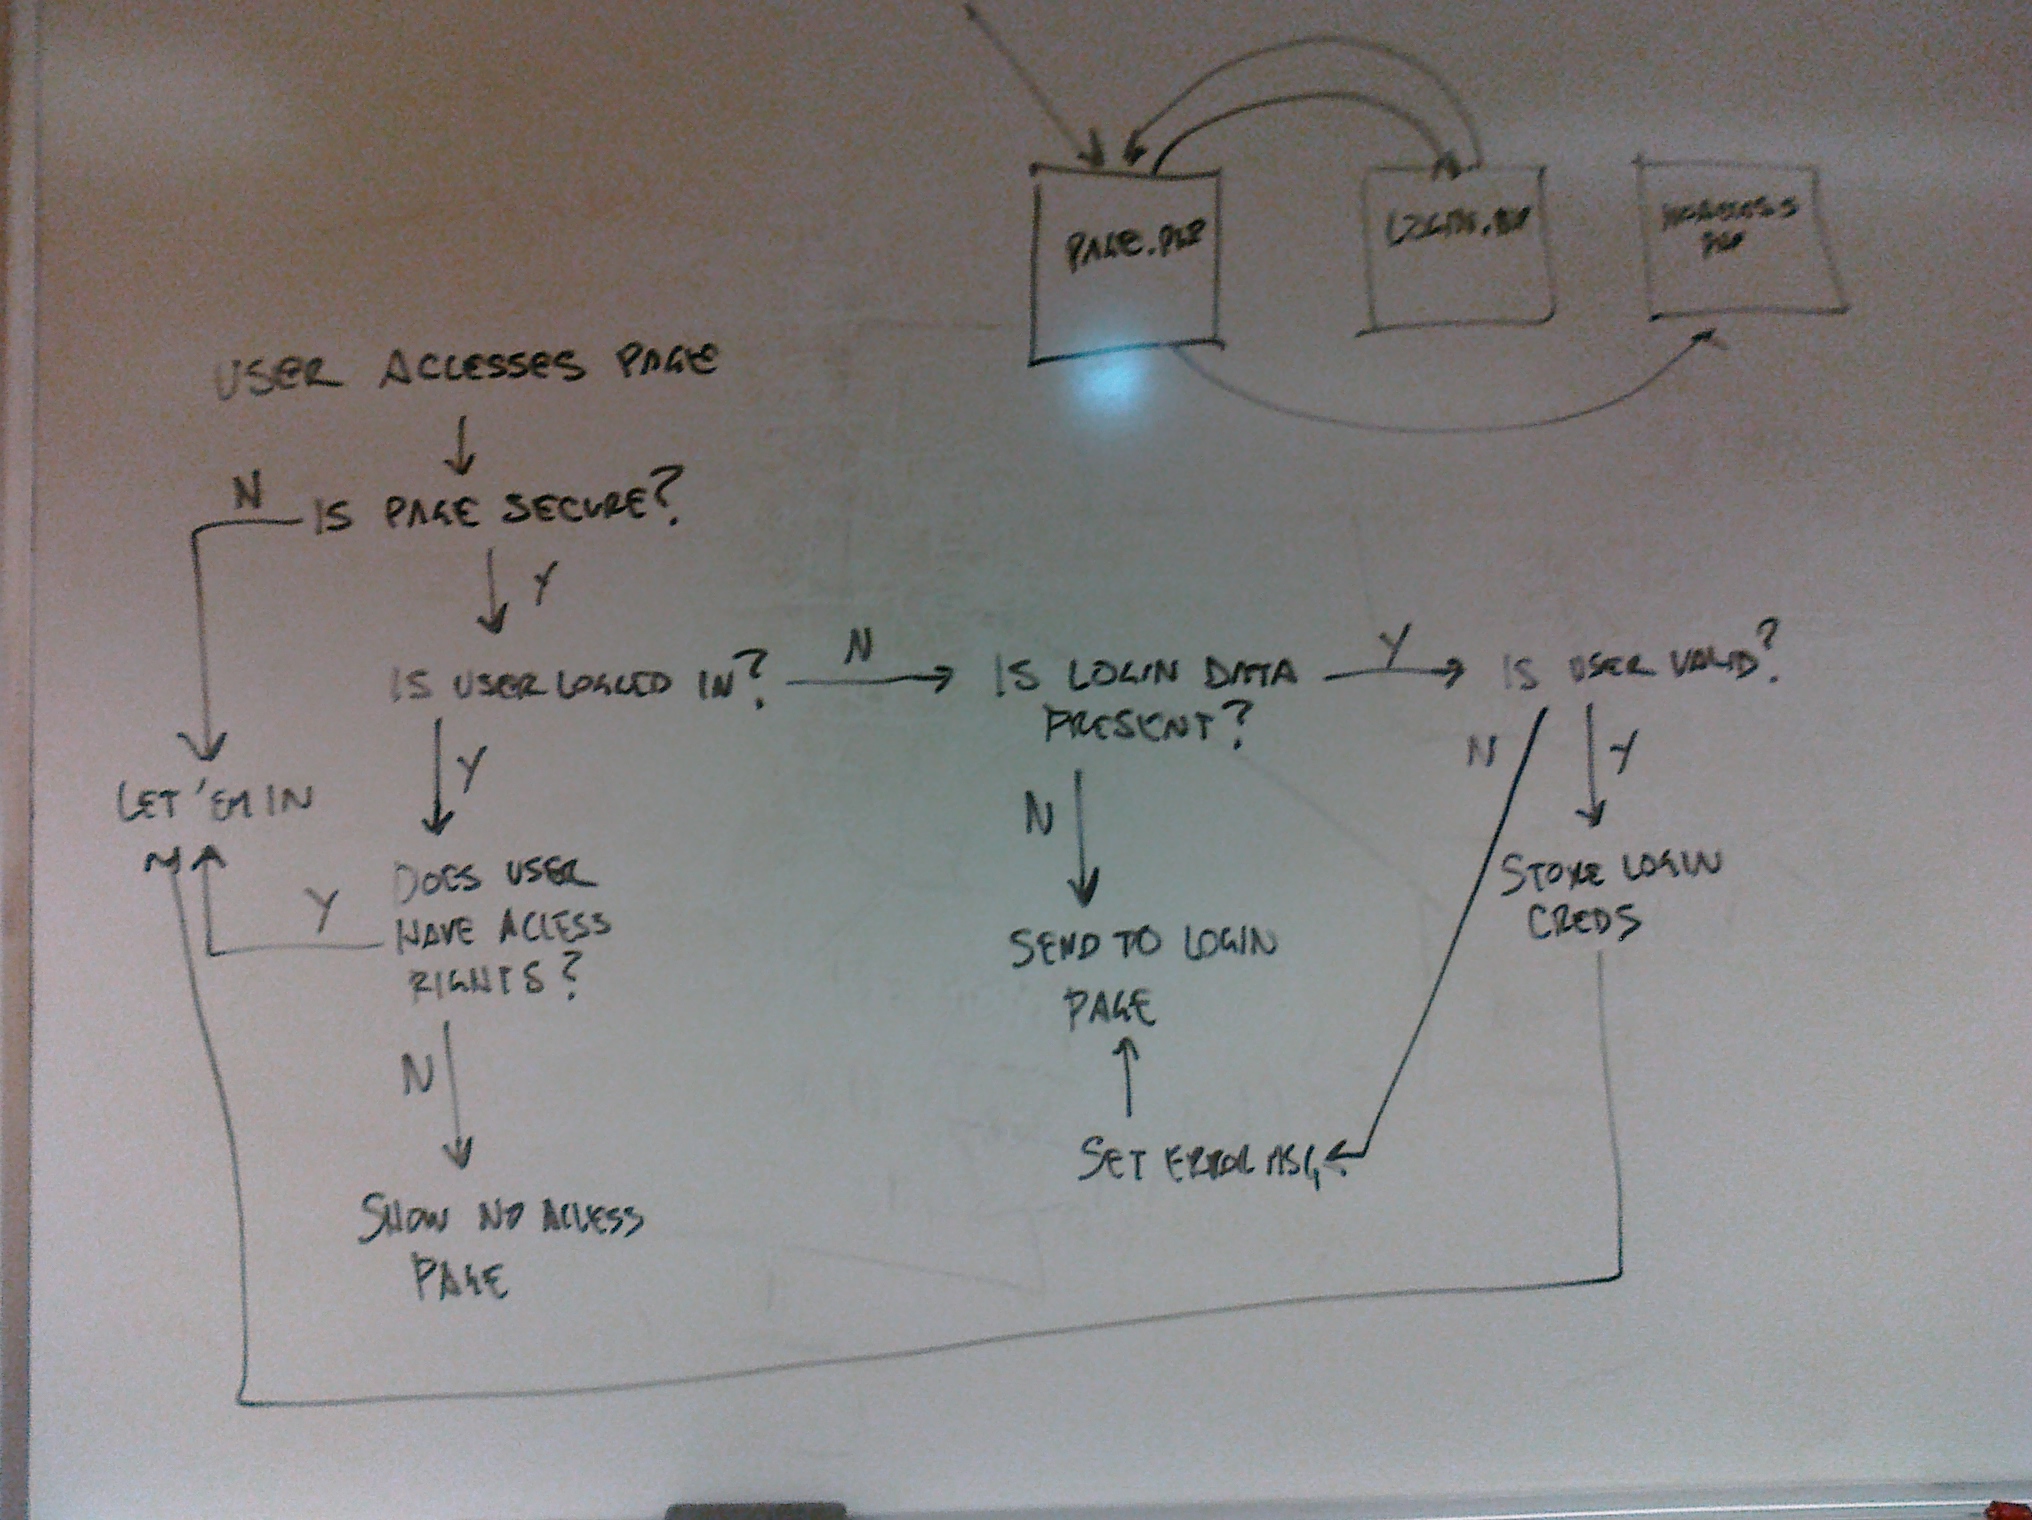 PAGE.PHP
LOGIN.PHP
NOACCESS
PHP
USER ACCESSES PAGE
N
IS PAGE SECURE?
Y
IS USER LOGGED IN?
N
IS LOGIN DATA
PRESENT?
Y
IS USER VALID?
Y
N
N
Y
LET 'EM IN
DOES USER
HAVE ACCESS
RIGHTS?
Y
STORE LOGIN
CREDS
SEND TO LOGIN
PAGE
N
SET ERROR MSG
SHOW NO ACCESS
PAGE